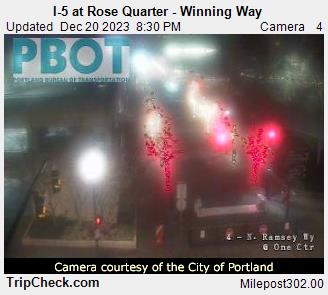 I-5 at Rose Quarter - Winning Way
Updated Dec 20 2023 8:30 PM Camera 4
PBOT
PORTLAND BUREAU OF TRANSPORTATION
4 - N. Ramsey Wy
@ One Ctr
Camera courtesy of the City of Portland
TripCheck.com Milepost302.00